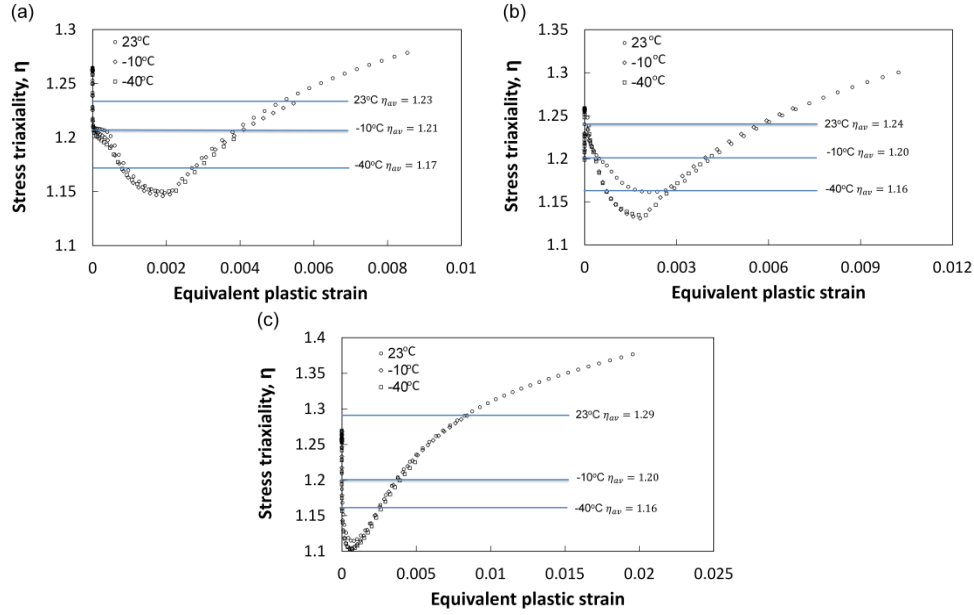 (a)
1.3
1.25
1.2
1.15
1.1
Stress triaxiality, η
○ 23°C
◇ -10°C
□ -40°C
23°C η_av = 1.23
-10°C η_av = 1.21
-40°C η_av = 1.17
0 0.002 0.004 0.006 0.008 0.01
Equivalent plastic strain
(b)
1.35
1.3
1.25
1.2
1.15
1.1
Stress triaxiality, η
○ 23°C
◇ -10°C
□ -40°C
23°C η_av = 1.24
-10°C η_av = 1.20
-40°C η_av = 1.16
0 0.003 0.006 0.009 0.012
Equivalent plastic strain
(c)
1.4
1.35
1.3
1.25
1.2
1.15
1.1
Stress triaxiality, η
○ 23°C
◇ -10°C
□ -40°C
23°C η_av = 1.29
-10°C η_av = 1.20
-40°C η_av = 1.16
0 0.005 0.01 0.015 0.02 0.025
Equivalent plastic strain